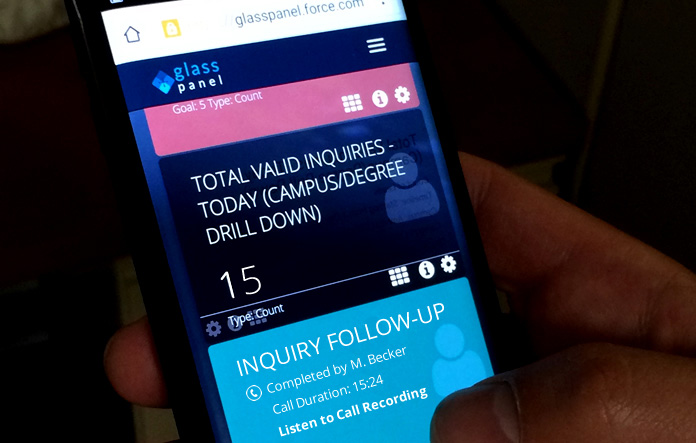 glasspanel.force.com
glass
panel
Goal: 5 Type: Count
TOTAL VALID INQUIRIES -
TODAY (CAMPUS/DEGREE
DRILL DOWN)
15
Type: Count
INQUIRY FOLLOW-UP
Completed by M. Becker
Call Duration: 15:24
Listen to Call Recording